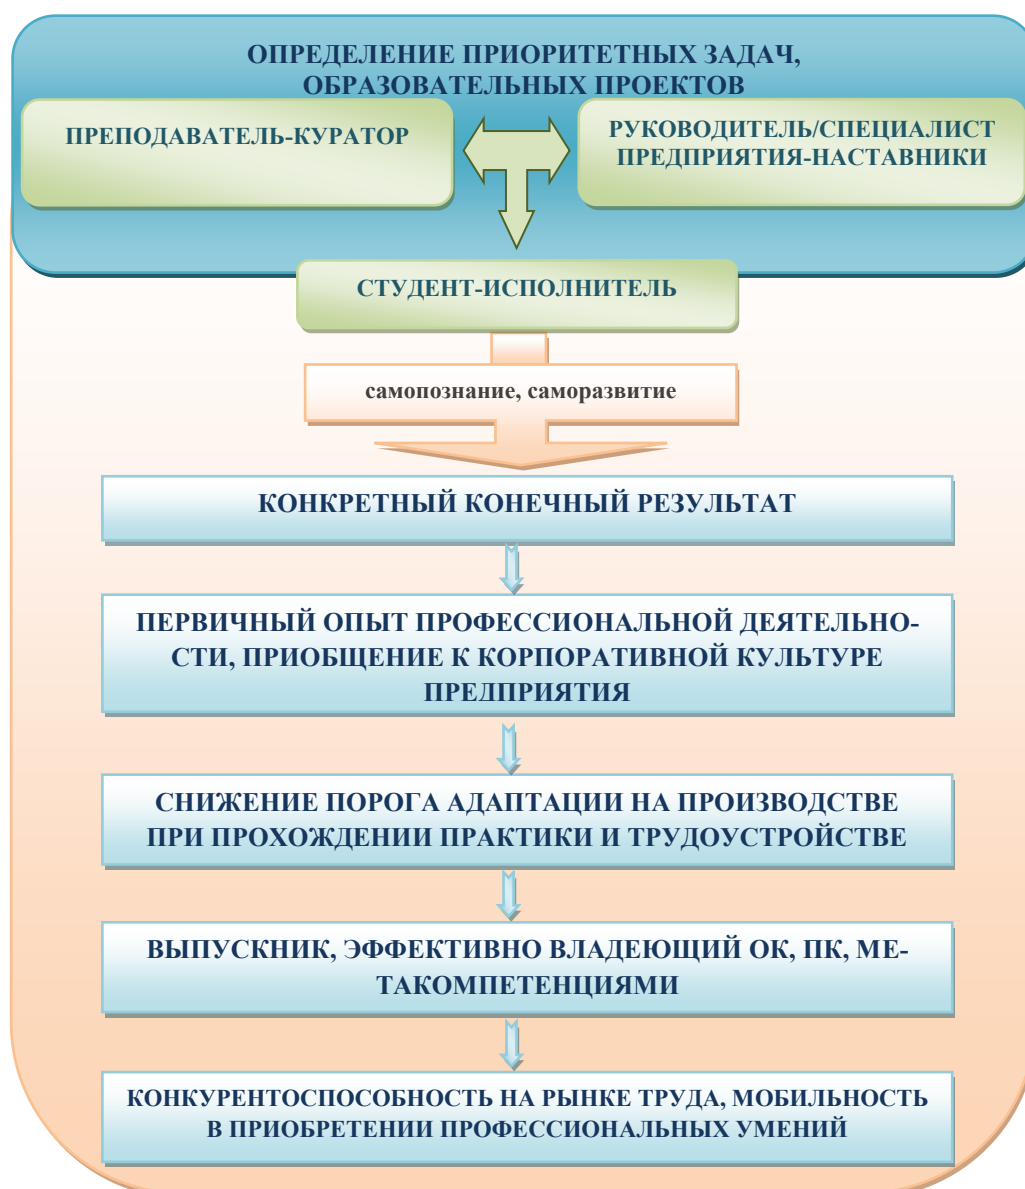 ОПРЕДЕЛЕНИЕ ПРИОРИТЕТНЫХ ЗАДАЧ,
ОБРАЗОВАТЕЛЬНЫХ ПРОЕКТОВ
ПРЕПОДАВАТЕЛЬ-КУРАТОР
РУКОВОДИТЕЛЬ/СПЕЦИАЛИСТ
ПРЕДПРИЯТИЯ-НАСТАВНИКИ
СТУДЕНТ-ИСПОЛНИТЕЛЬ
самопознание, саморазвитие
КОНКРЕТНЫЙ КОНЕЧНЫЙ РЕЗУЛЬТАТ
ПЕРВИЧНЫЙ ОПЫТ ПРОФЕССИОНАЛЬНОЙ ДЕЯТЕЛЬНО-
СТИ, ПРИОБЩЕНИЕ К КОРПОРАТИВНОЙ КУЛЬТУРЕ
ПРЕДПРИЯТИЯ
СНИЖЕНИЕ ПОРОГА АДАПТАЦИИ НА ПРОИЗВОДСТВЕ
ПРИ ПРОХОЖДЕНИИ ПРАКТИКИ И ТРУДОУСТРОЙСТВЕ
ВЫПУСКНИК, ЭФФЕКТИВНО ВЛАДЕЮЩИЙ ОК, ПК, МЕ-
ТАКОМПЕТЕНЦИЯМИ
КОНКУРЕНТОСПОСОБНОСТЬ НА РЫНКЕ ТРУДА, МОБИЛЬНОСТЬ
В ПРИОБРЕТЕНИИ ПРОФЕССИОНАЛЬНЫХ УМЕНИЙ